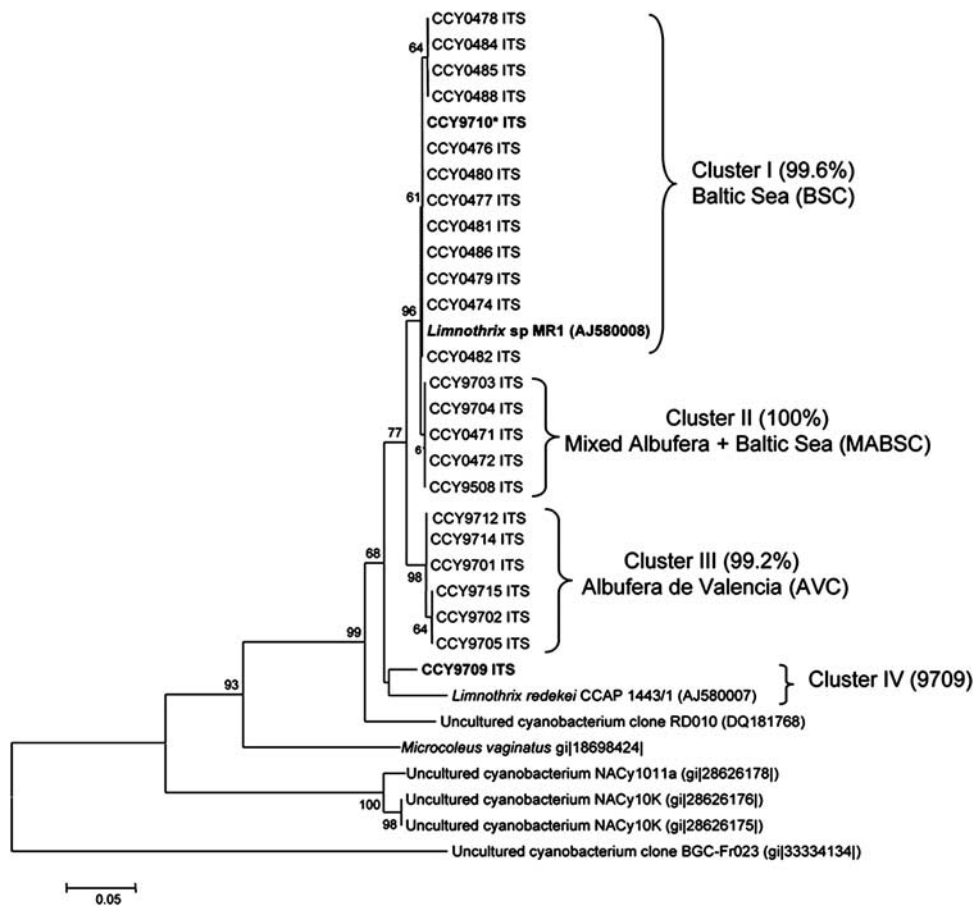 CCY0478 ITS
64
CCY0484 ITS
CCY0485 ITS
CCY0488 ITS
CCY9710* ITS
CCY0476 ITS
CCY0480 ITS
Cluster I (99.6%)
Baltic Sea (BSC)
61
CCY0477 ITS
CCY0481 ITS
CCY0486 ITS
CCY0479 ITS
CCY0474 ITS
96
Limnothrix sp MR1 (AJ580008)
CCY0482 ITS
CCY9703 ITS
CCY9704 ITS
Cluster II (100%)
Mixed Albufera + Baltic Sea (MABSC)
77
CCY0471 ITS
6
CCY0472 ITS
CCY9508 ITS
CCY9712 ITS
CCY9714 ITS
68
Cluster III (99.2%)
Albufera de Valencia (AVC)
CCY9701 ITS
98
CCY9715 ITS
CCY9702 ITS
64
CCY9705 ITS
99
CCY9709 ITS
Cluster IV (9709)
93
Limnothrix redekei CCAP 1443/1 (AJ580007)
Uncultured cyanobacterium clone RD010 (DQ181768)
Microcoleus vaginatus gi|18698424|
Uncultured cyanobacterium NACy1011a (gi|28626178|)
100
Uncultured cyanobacterium NACy10K (gi|28626176|)
98
Uncultured cyanobacterium NACy10K (gi|28626175|)
Uncultured cyanobacterium clone BGC-Fr023 (gi|33334134|)
0.05